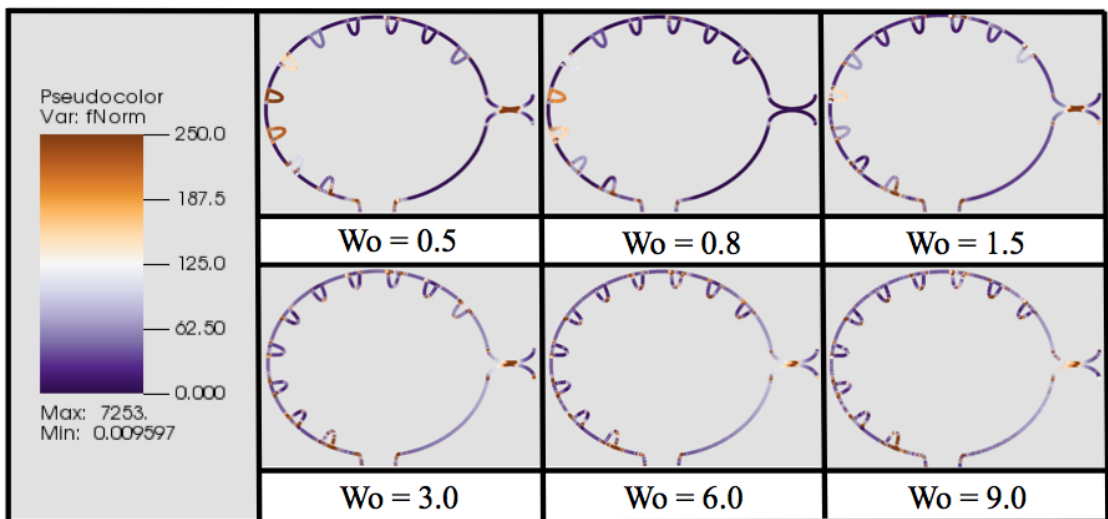 Pseudocolor
Var: fNorm
250.0
187.5
125.0
62.50
0.000
Max: 7253.
Min: 0.009597
Wo = 0.5
Wo = 0.8
Wo = 1.5
Wo = 3.0
Wo = 6.0
Wo = 9.0